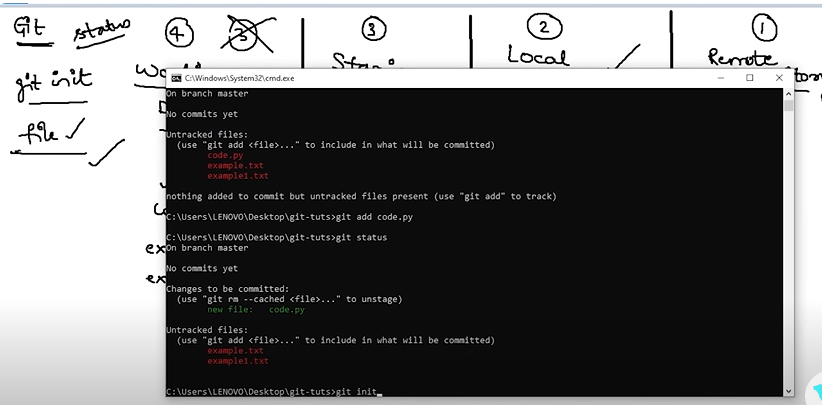 Git status ④ ③ ③ ② ①
Local Remote
git init
file ✓
C:\Windows\System32\cmd.exe
On branch master
No commits yet
Untracked files:
(use "git add <file>..." to include in what will be committed)
code.py
example.txt
example1.txt
nothing added to commit but untracked files present (use "git add" to track)
C:\Users\LENOVO\Desktop\git-tuts>git add code.py
C:\Users\LENOVO\Desktop\git-tuts>git status
On branch master
No commits yet
Changes to be committed:
(use "git rm --cached <file>..." to unstage)
new file:   code.py
Untracked files:
(use "git add <file>..." to include in what will be committed)
example.txt
example1.txt
C:\Users\LENOVO\Desktop\git-tuts>git init